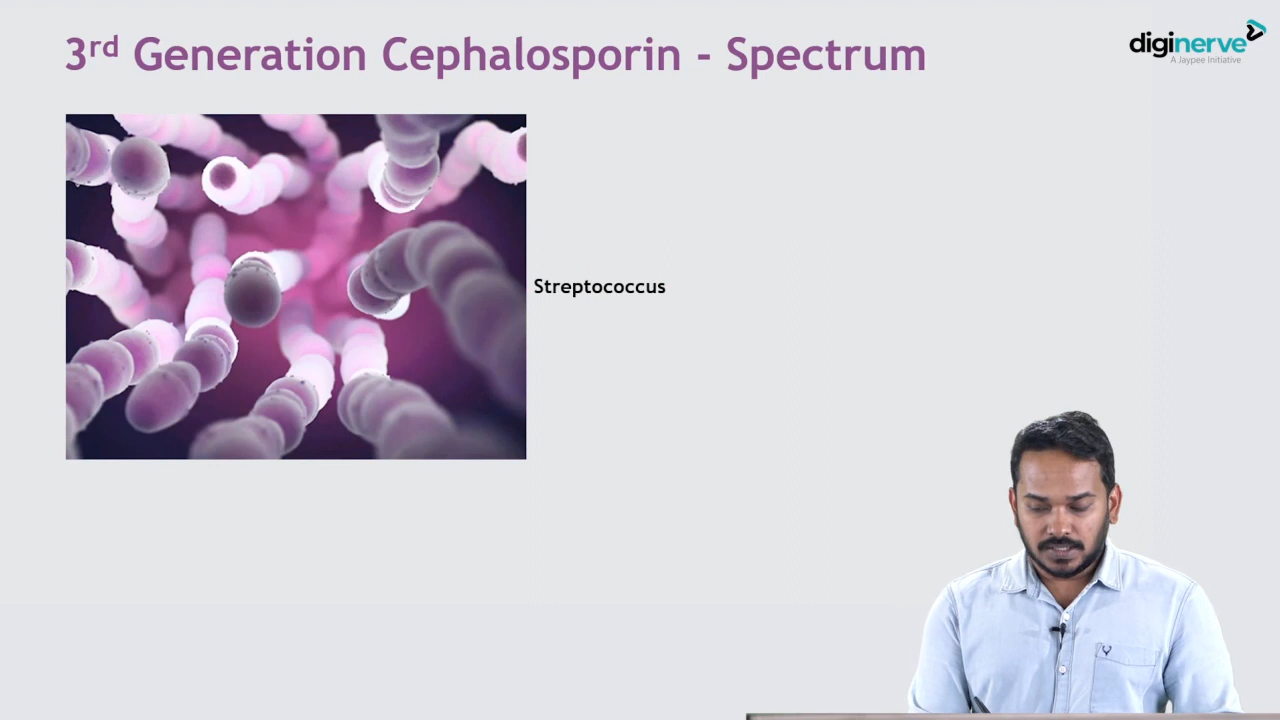 3rd Generation Cephalosporin - Spectrum
diginerve
A Jaypee Initiative
Streptococcus